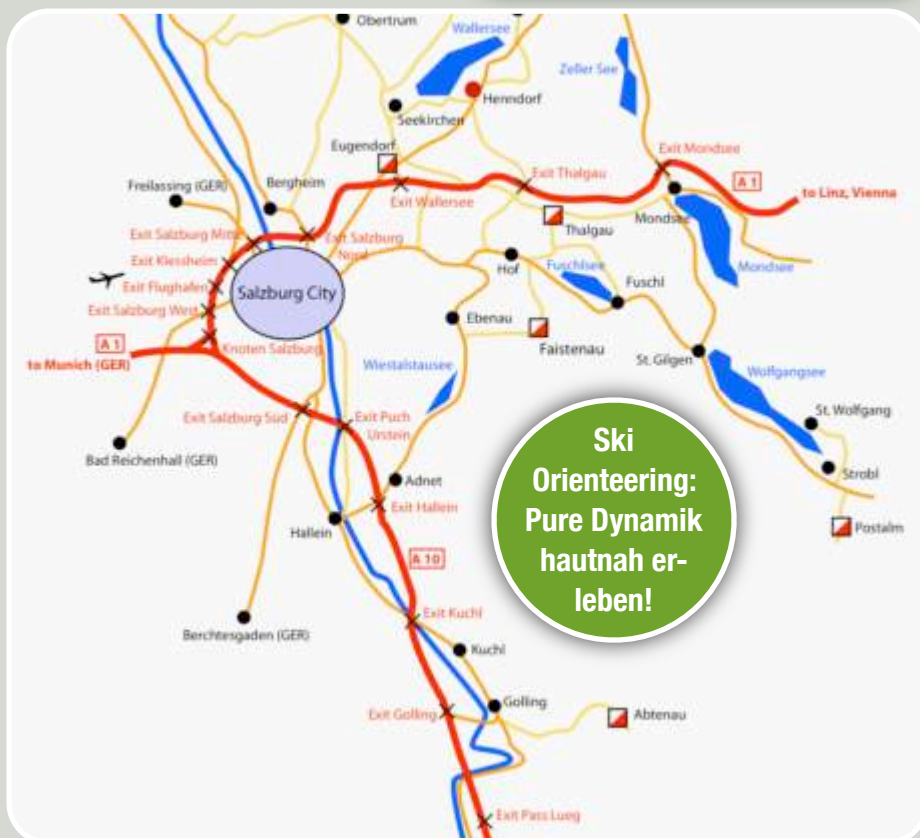 Obertrum
Wallersee
Zeller See
Henndorf
Seekirchen
Eugendorf
Exit Mondsee
Exit Thalgau
A 1
to Linz, Vienna
Freilassing (GER)
Bergheim
Exit Wallersee
Mondsee
Thalgau
Exit Salzburg Mitte
Exit Salzburg
Nord
Exit Klessheim
Hof
Fuschlsee
Mondsee
Exit Flughafen
Salzburg City
Fuschl
Exit Salzburg West
Ebenau
A 1
Knoten Salzburg
Faistenau
to Munich (GER)
Wiestalstausee
St. Gilgen
Wolfgangsee
Exit Salzburg Süd
Exit Puch
Urstein
St. Wolfgang
Bad Reichenhall (GER)
Ski
Orienteering:
Pure Dynamik
hautnah er-
leben!
Strobl
Adnet
Exit Hallein
Hallein
Postalm
A 10
Exit Kuchl
Berchtesgaden (GER)
Kuchl
Golling
Exit Golling
Abtenau
Exit Pass Lueg